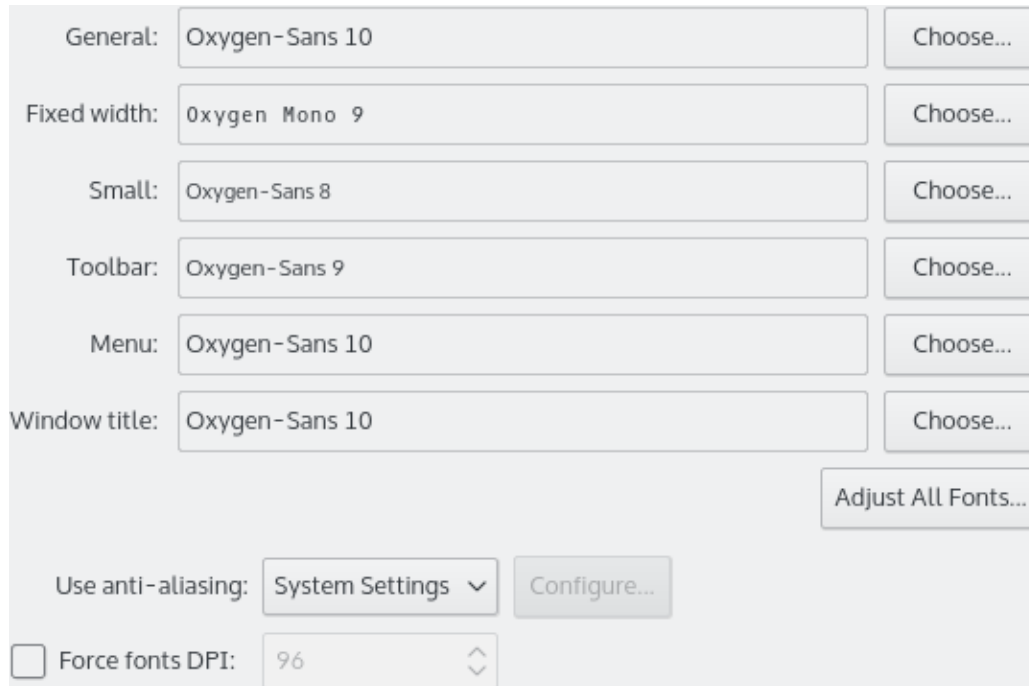 General: Oxygen-Sans 10 Choose...
Fixed width: Oxygen Mono 9 Choose...
Small: Oxygen-Sans 8 Choose...
Toolbar: Oxygen-Sans 9 Choose...
Menu: Oxygen-Sans 10 Choose...
Window title: Oxygen-Sans 10 Choose...
Adjust All Fonts...
Use anti-aliasing: System Settings Configure...
Force fonts DPI: 96